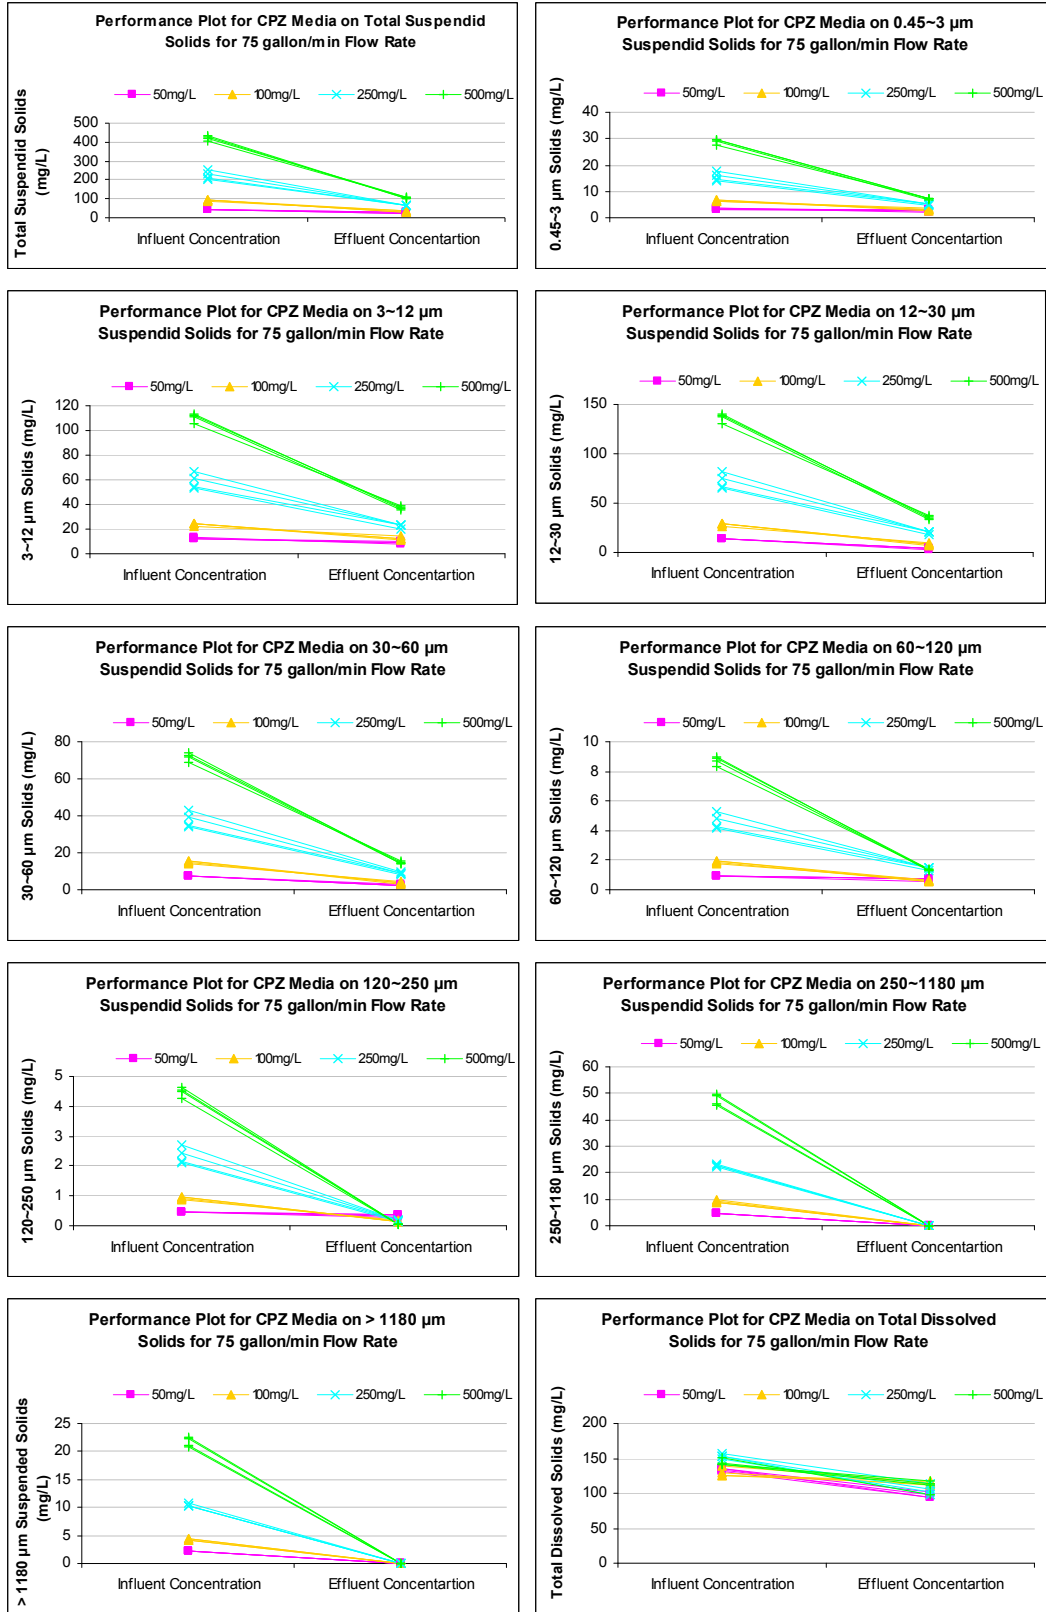 Performance Plot for CPZ Media on Total Suspendid
Solids for 75 gallon/min Flow Rate
50mg/L 100mg/L 250mg/L 500mg/L
Total Suspendid Solids
(mg/L)
500
400
300
200
100
0
Influent Concentration Effluent Concentartion
Performance Plot for CPZ Media on 0.45~3 µm
Suspendid Solids for 75 gallon/min Flow Rate
50mg/L 100mg/L 250mg/L 500mg/L
0.45~3 µm Solids (mg/L)
40
30
20
10
0
Influent Concentration Effluent Concentartion
Performance Plot for CPZ Media on 3~12 µm
Suspendid Solids for 75 gallon/min Flow Rate
50mg/L 100mg/L 250mg/L 500mg/L
3~12 µm Solids (mg/L)
120
100
80
60
40
20
0
Influent Concentration Effluent Concentartion
Performance Plot for CPZ Media on 12~30 µm
Suspendid Solids for 75 gallon/min Flow Rate
50mg/L 100mg/L 250mg/L 500mg/L
12~30 µm Solids (mg/L)
150
100
50
0
Influent Concentration Effluent Concentartion
Performance Plot for CPZ Media on 30~60 µm
Suspendid Solids for 75 gallon/min Flow Rate
50mg/L 100mg/L 250mg/L 500mg/L
30~60 µm Solids (mg/L)
80
60
40
20
0
Influent Concentration Effluent Concentartion
Performance Plot for CPZ Media on 60~120 µm
Suspendid Solids for 75 gallon/min Flow Rate
50mg/L 100mg/L 250mg/L 500mg/L
60~120 µm Solids (mg/L)
10
8
6
4
2
0
Influent Concentration Effluent Concentartion
Performance Plot for CPZ Media on 120~250 µm
Suspendid Solids for 75 gallon/min Flow Rate
50mg/L 100mg/L 250mg/L 500mg/L
120~250 µm Solids (mg/L)
5
4
3
2
1
0
Influent Concentration Effluent Concentartion
Performance Plot for CPZ Media on 250~1180 µm
Suspendid Solids for 75 gallon/min Flow Rate
50mg/L 100mg/L 250mg/L 500mg/L
250~1180 µm Solids (mg/L)
60
50
40
30
20
10
0
Influent Concentration Effluent Concentartion
Performance Plot for CPZ Media on > 1180 µm
Solids for 75 gallon/min Flow Rate
50mg/L 100mg/L 250mg/L 500mg/L
> 1180 µm Suspended Solids
(mg/L)
25
20
15
10
5
0
Influent Concentration Effluent Concentartion
Performance Plot for CPZ Media on Total Dissolved
Solids for 75 gallon/min Flow Rate
50mg/L 100mg/L 250mg/L 500mg/L
Total Dissolved Solids (mg/L)
200
150
100
50
0
Influent Concentration Effluent Concentartion